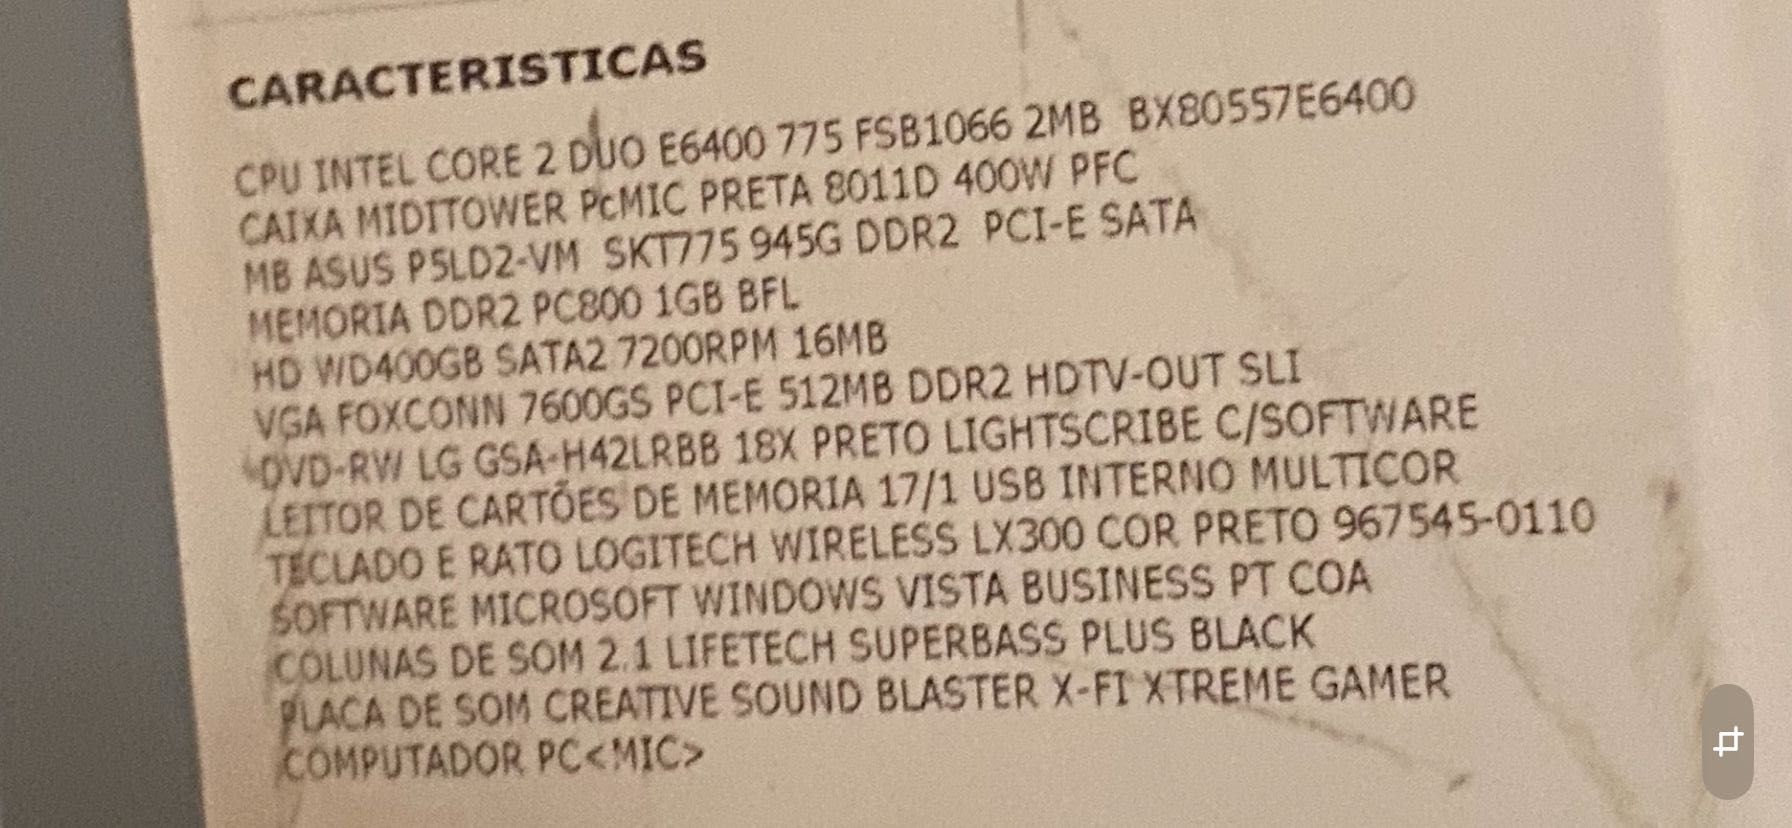 CARACTERISTICAS
CPU INTEL CORE 2 DUO E6400 775 FSB1066 2MB BX80557E6400
CAIXA MIDITOWER PcMIC PRETA 8011D 400W PFC
MB ASUS P5LD2-VM SKT775 945G DDR2 PCI-E SATA
MEMORIA DDR2 PC800 1GB BFL
HD WD400GB SATA2 7200RPM 16MB
VGA FOXCONN 7600GS PCI-E 512MB DDR2 HDTV-OUT SLI
DVD-RW LG GSA-H42LRBB 18X PRETO LIGHTSCRIBE C/SOFTWARE
LEITOR DE CARTÕES DE MEMORIA 17/1 USB INTERNO MULTICOR
TECLADO E RATO LOGITECH WIRELESS LX300 COR PRETO 967545-0110
SOFTWARE MICROSOFT WINDOWS VISTA BUSINESS PT COA
COLUNAS DE SOM 2.1 LIFETECH SUPERBASS PLUS BLACK
PLACA DE SOM CREATIVE SOUND BLASTER X-FI XTREME GAMER
COMPUTADOR PC<MIC>